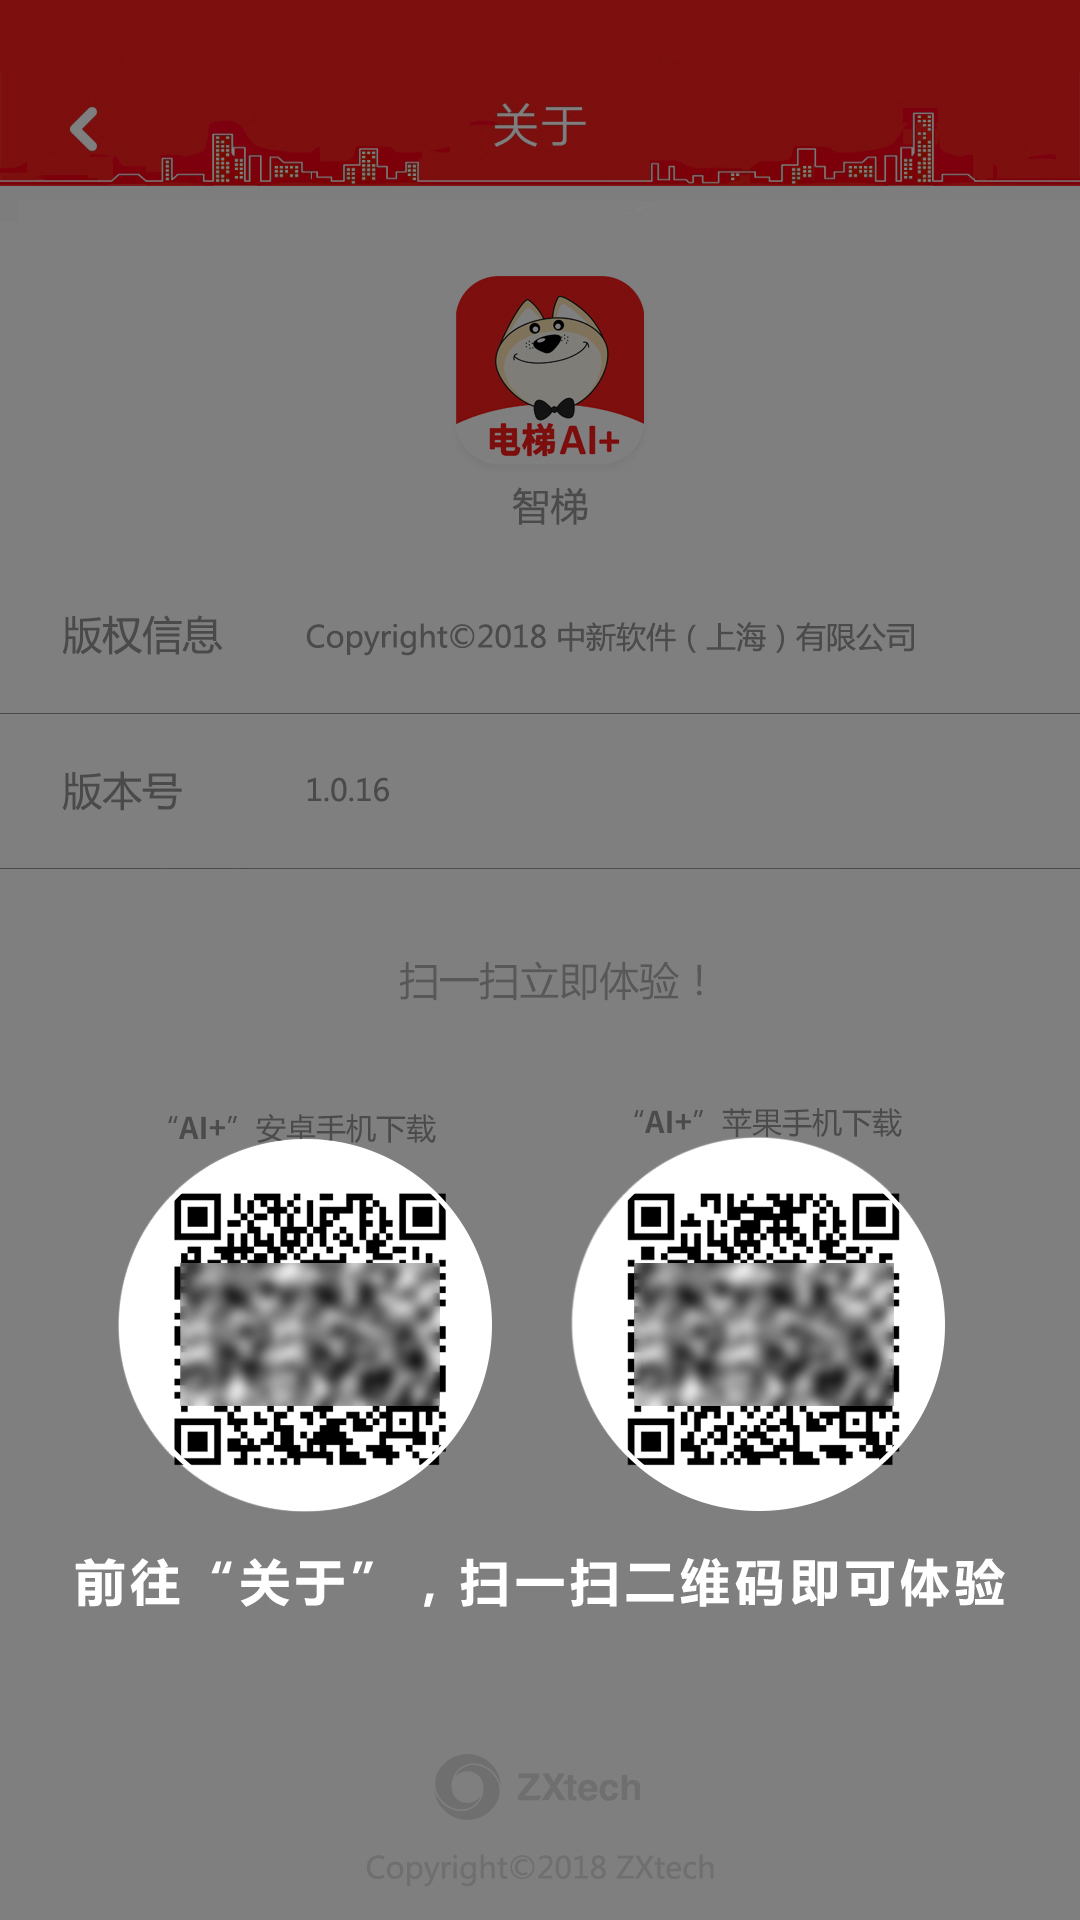 关于
电梯AI+
智梯
版权信息 Copyright©2018 中新软件（上海）有限公司
版本号 1.0.16
扫一扫立即体验！
“AI+”安卓手机下载 “AI+”苹果手机下载
前往“关于”，扫一扫二维码即可体验
ZXtech
Copyright©2018 ZXtech